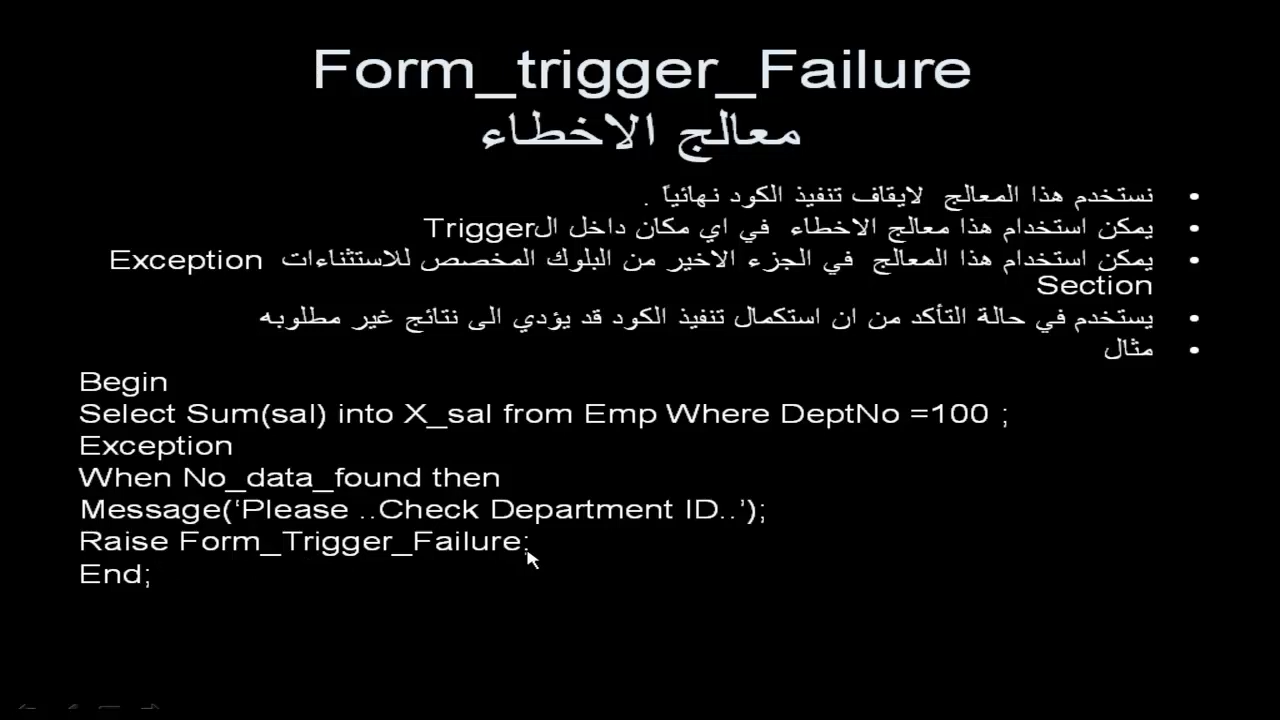 Form_trigger_Failure
معالج الاخطاء
• نستخدم هذا المعالج لايقاف تنفيذ الكود نهائياً .
• يمكن استخدام هذا معالج الاخطاء في اي مكان داخل الTrigger
• يمكن استخدام هذا المعالج في الجزء الاخير من البلوك المخصص للاستثناءات Exception
Section
• يستخدم في حالة التأكد من ان استكمال تنفيذ الكود قد يؤدي الى نتائج غير مطلوبه
• مثال
Begin
Select Sum(sal) into X_sal from Emp Where DeptNo =100 ;
Exception
When No_data_found then
Message(‘Please ..Check Department ID..’);
Raise Form_Trigger_Failure;
End;